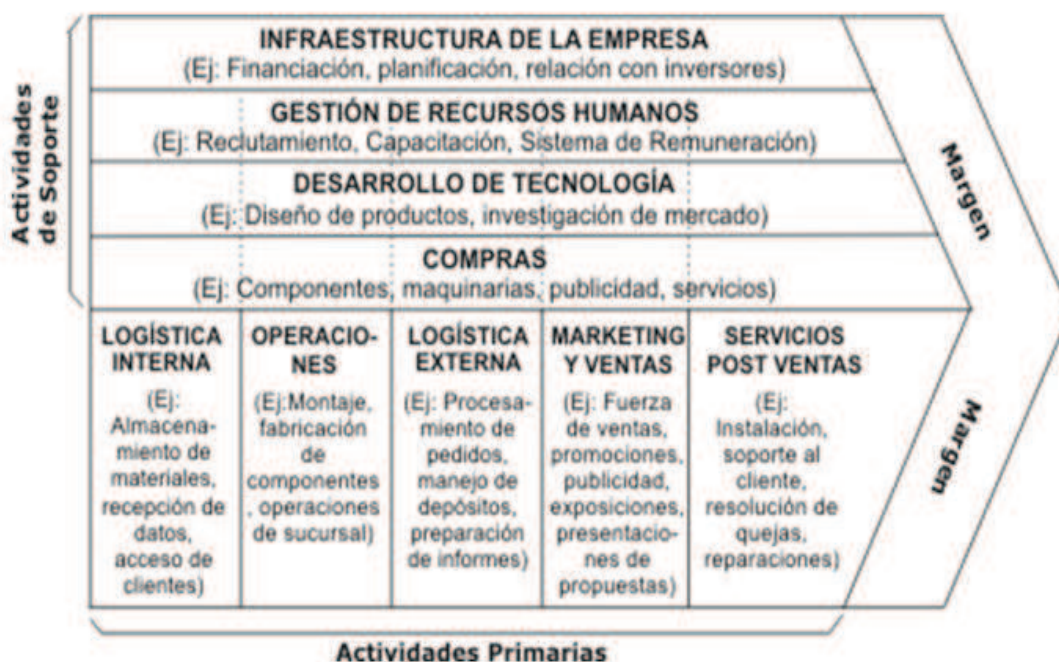 Actividades
de Soporte
INFRAESTRUCTURA DE LA EMPRESA
(Ej: Financiación, planificación, relación con inversores)
GESTIÓN DE RECURSOS HUMANOS
(Ej: Reclutamiento, Capacitación, Sistema de Remuneración)
DESARROLLO DE TECNOLOGÍA
(Ej: Diseño de productos, investigación de mercado)
COMPRAS
(Ej: Componentes, maquinarias, publicidad, servicios)
Margen
LOGÍSTICA
INTERNA
(Ej:
Almacena-
miento de
materiales,
recepción de
datos,
acceso de
clientes)
OPERACIO-
NES
(Ej:Montaje,
fabricación
de
componentes
, operaciones
de sucursal)
LOGÍSTICA
EXTERNA
(Ej: Procesa-
miento de
pedidos,
manejo de
depósitos,
preparación
de informes)
MARKETING
Y VENTAS
(Ej: Fuerza
de ventas,
promociones,
publicidad,
exposiciones,
presentacio-
nes de
propuestas)
SERVICIOS
POST VENTAS
(Ej:
Instalación,
soporte al
cliente,
resolución de
quejas,
reparaciones)
Margen
Actividades Primarias